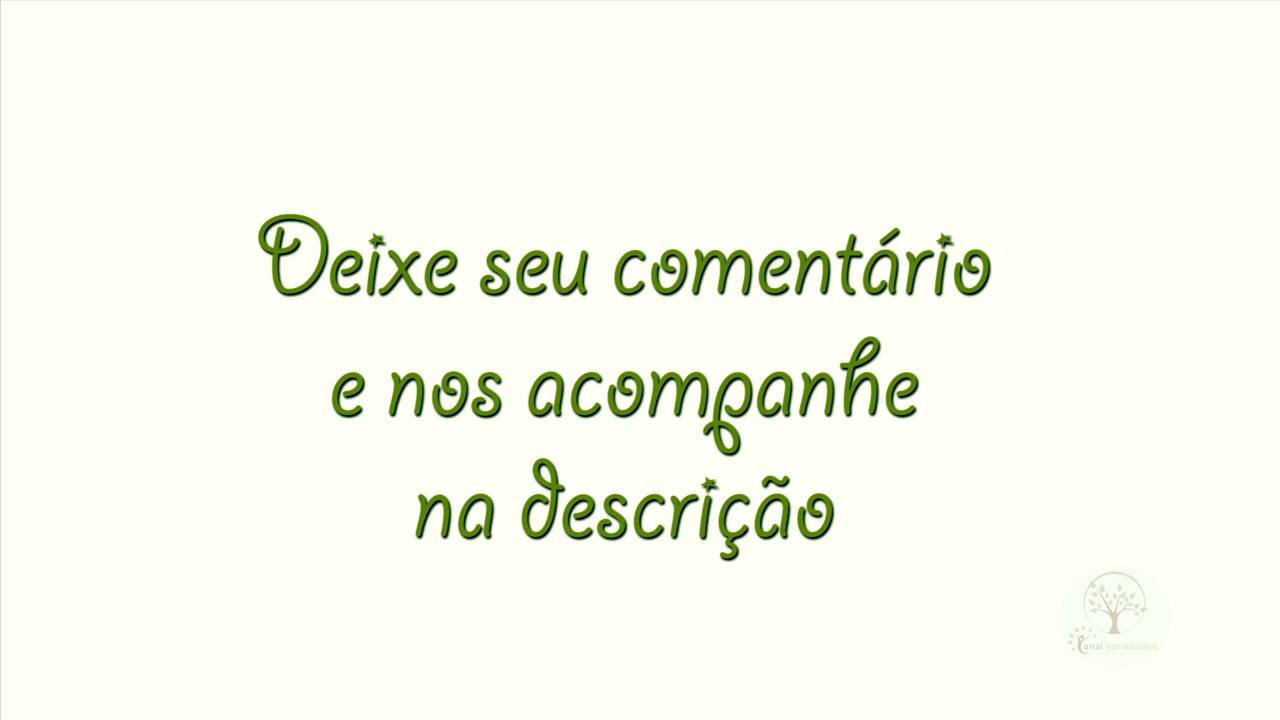 Deixe seu comentário
e nos acompanhe
na descrição
Canal Variedades